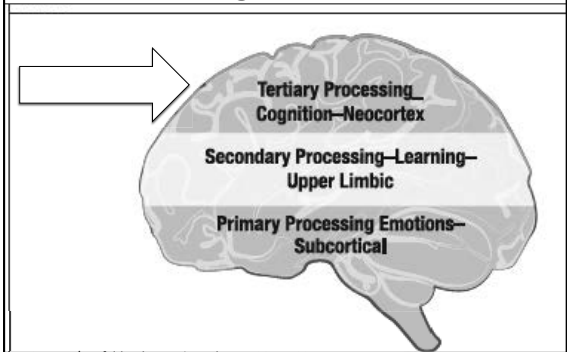 Tertiary Processing_
Cognition–Neocortex
Secondary Processing–Learning–
Upper Limbic
Primary Processing Emotions–
Subcortical